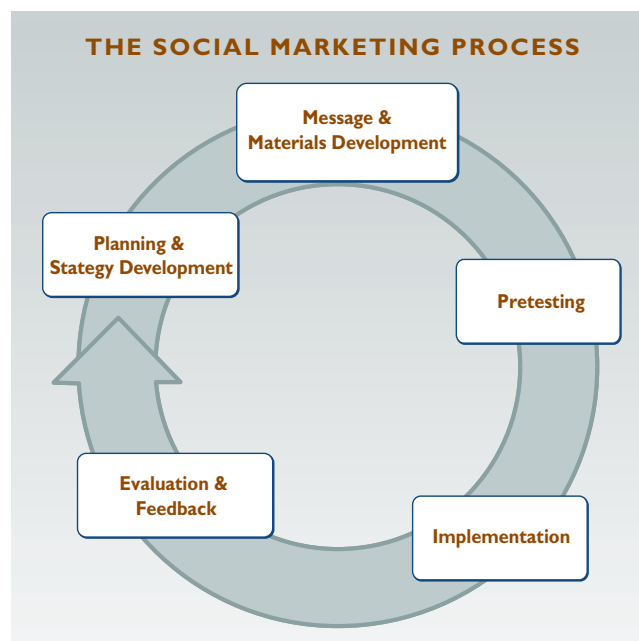 THE SOCIAL MARKETING PROCESS
Message &
Materials Development
Planning &
Stategy Development
Pretesting
Evaluation &
Feedback
Implementation